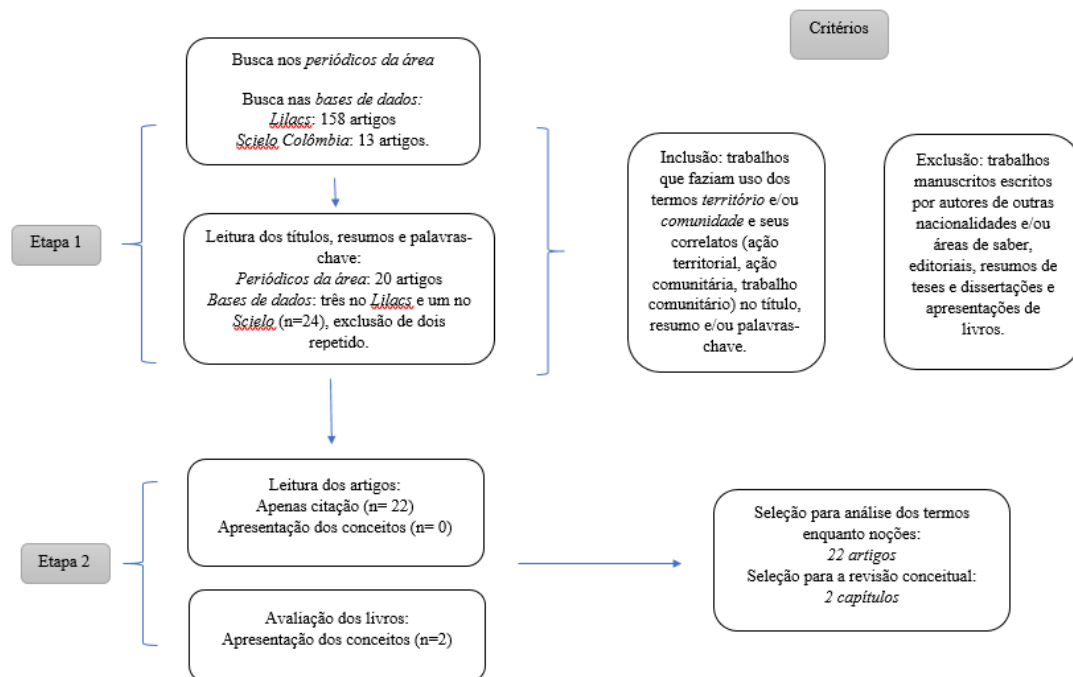 Critérios
Busca nos periódicos da área
Busca nas bases de dados:
Lilacs: 158 artigos
Scielo Colômbia: 13 artigos.
Etapa 1
Leitura dos títulos, resumos e palavras-
chave:
Periódicos da área: 20 artigos
Bases de dados: três no Lilacs e um no
Scielo (n=24), exclusão de dois
repetido.
Inclusão: trabalhos
que faziam uso dos
termos território e/ou
comunidade e seus
correlatos (ação
territorial, ação
comunitária, trabalho
comunitário) no título,
resumo e/ou palavras-
chave.
Exclusão: trabalhos
manuscritos escritos
por autores de outras
nacionalidades e/ou
áreas de saber,
editoriais, resumos de
teses e dissertações e
apresentações de
livros.
Etapa 2
Leitura dos artigos:
Apenas citação (n= 22)
Apresentação dos conceitos (n= 0)
Avaliação dos livros:
Apresentação dos conceitos (n=2)
Seleção para análise dos termos
enquanto noções:
22 artigos
Seleção para a revisão conceitual:
2 capítulos